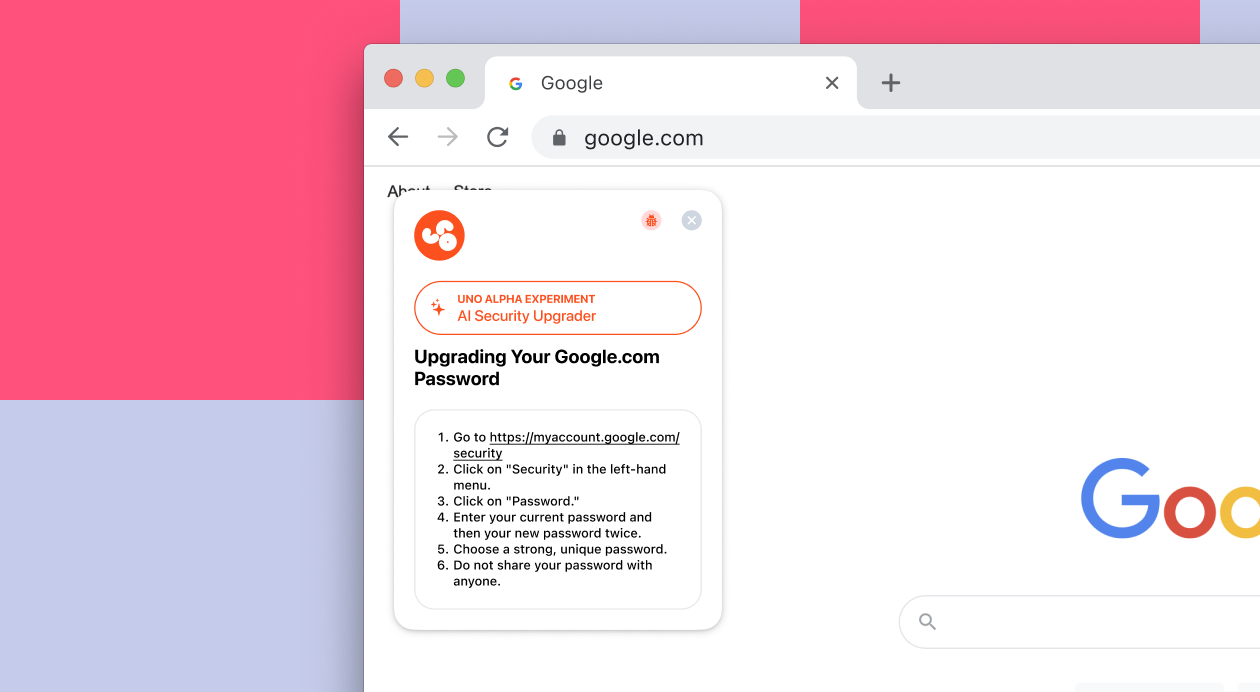 Google
google.com
About Store
UNO ALPHA EXPERIMENT
AI Security Upgrader
Upgrading Your Google.com
Password
1. Go to https://myaccount.google.com/
security
2. Click on "Security" in the left-hand
menu.
3. Click on "Password."
4. Enter your current password and
then your new password twice.
5. Choose a strong, unique password.
6. Do not share your password with
anyone.
Goo